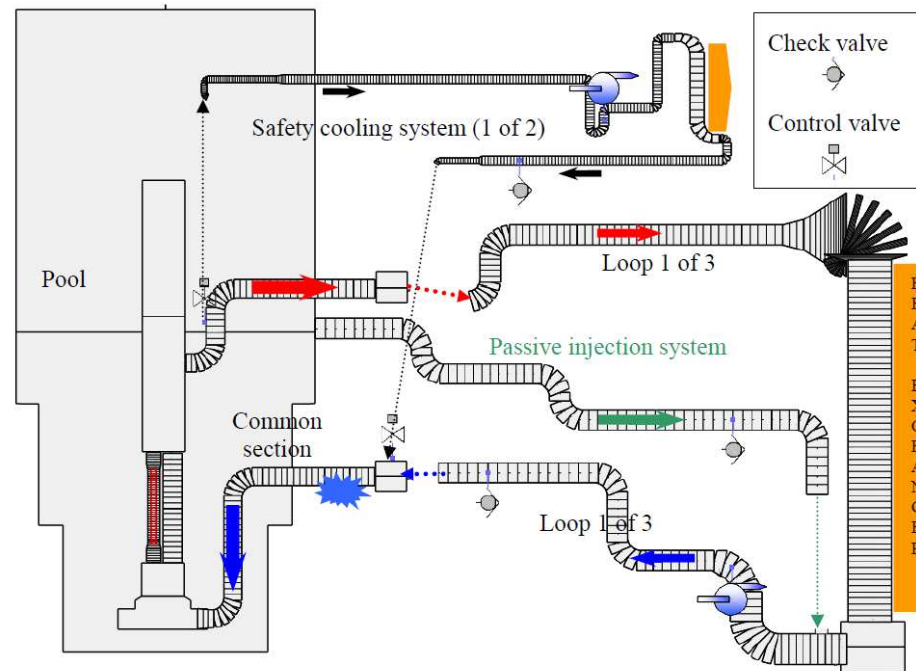 Check valve
Control valve
Safety cooling system (1 of 2)
Pool
Loop 1 of 3
Passive injection system
Common
section
Loop 1 of 3